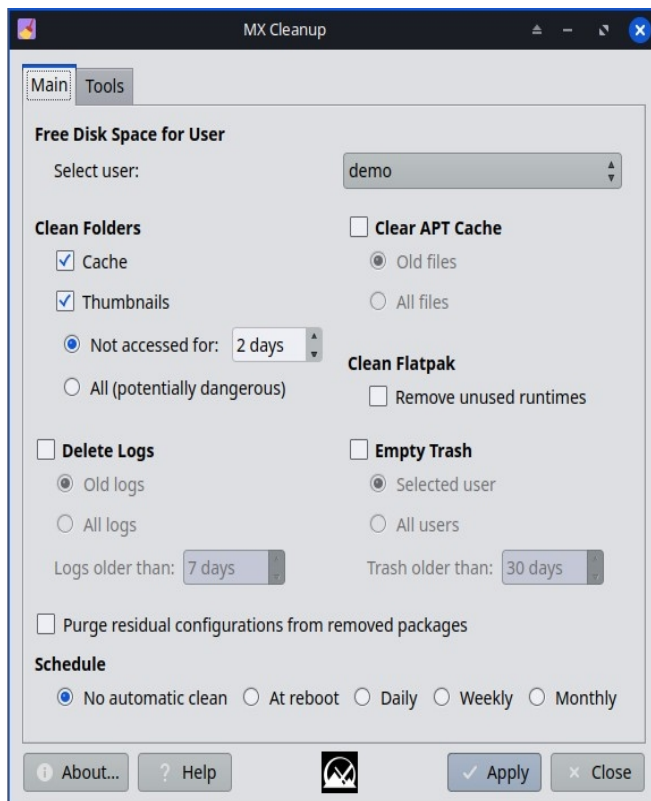 MX Cleanup
Main Tools
Free Disk Space for User
Select user: demo
Clean Folders
Cache
Thumbnails
Not accessed for: 2 days
All (potentially dangerous)
Clear APT Cache
Old files
All files
Clean Flatpak
Remove unused runtimes
Delete Logs
Old logs
All logs
Logs older than: 7 days
Empty Trash
Selected user
All users
Trash older than: 30 days
Purge residual configurations from removed packages
Schedule
No automatic clean At reboot Daily Weekly Monthly
About... ? Help Apply Close